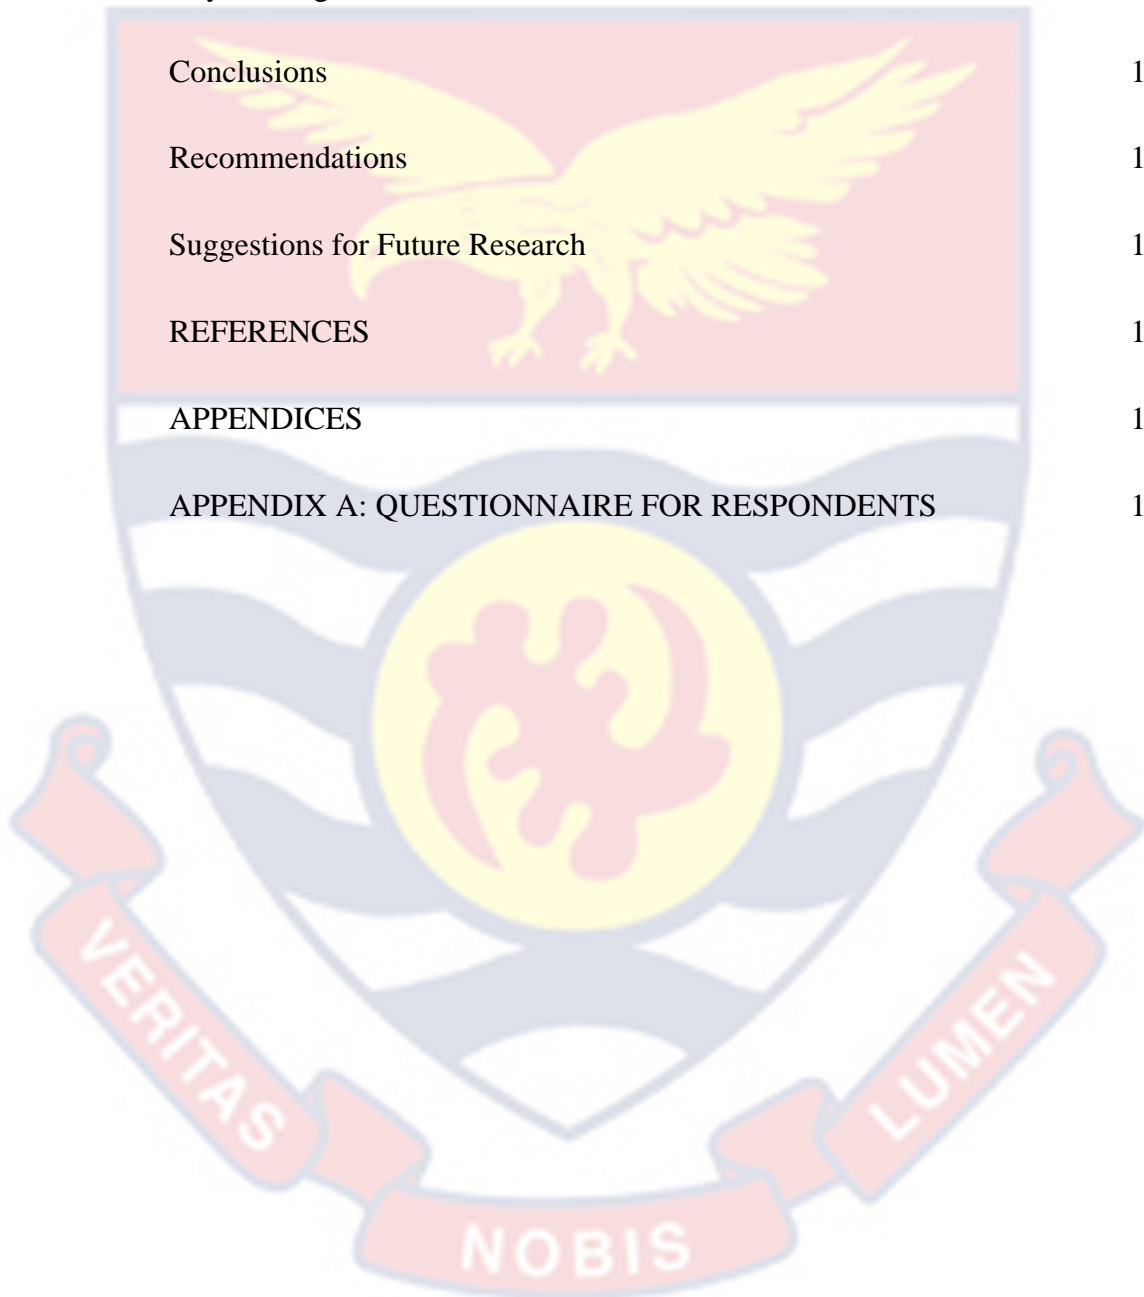 Conclusions 1
Recommendations 1
Suggestions for Future Research 1
REFERENCES 1
APPENDICES 1
APPENDIX A: QUESTIONNAIRE FOR RESPONDENTS 1
VERITAS
NOBIS
LUMEN